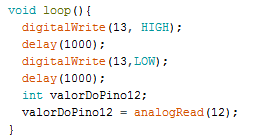 void loop(){
digitalWrite(13, HIGH);
delay(1000);
digitalWrite(13,LOW);
delay(1000);
int valorDoPino12;
valorDoPino12 = analogRead(12);
}